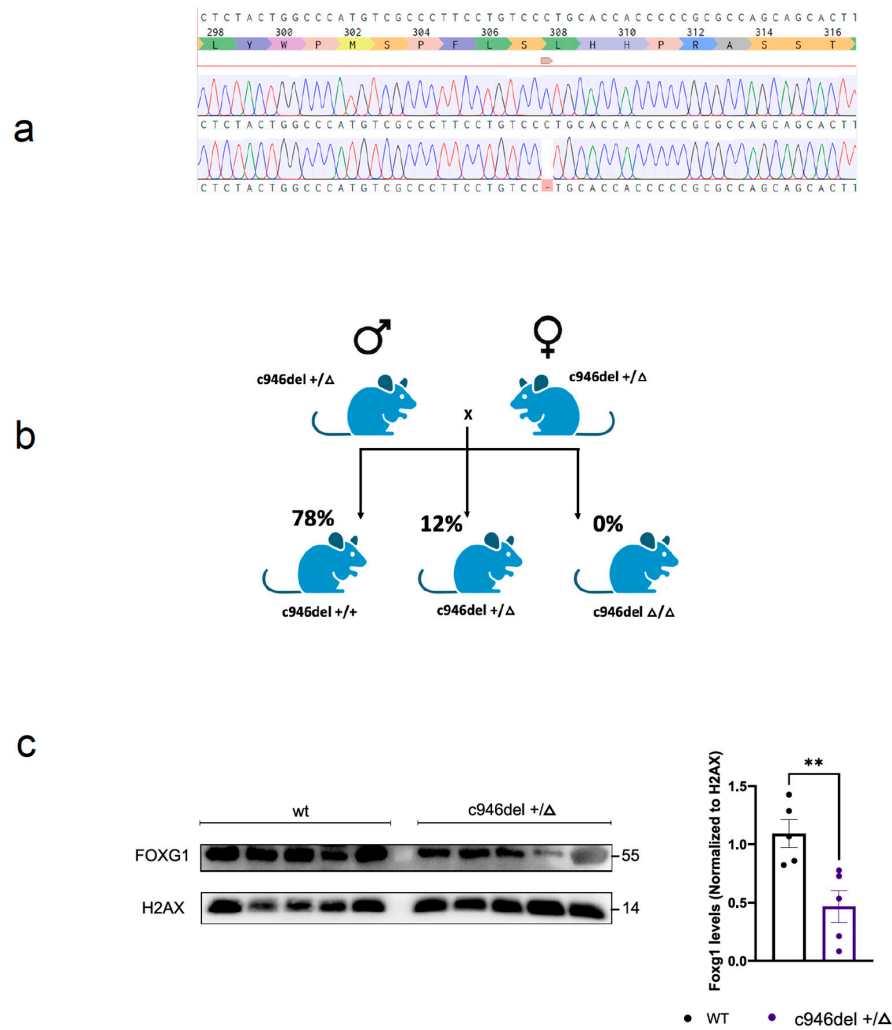 a
CTCTACTGGCCCATGTCGCCCTTCCTGTCCCTGCACCACCCCCGCGCCAGCAGCACTT
298 300 302 304 306 308 310 312 314 316
L Y W P M S P F L S L H H P R A S S T
CTCTACTGGCCCATGTCGCCCTTCCTGTCCCTGCACCACCCCCGCGCCAGCAGCACTT
CTCTACTGGCCCATGTCGCCCTTCCTGTCC-TGCACCACCCCCGCGCCAGCAGCACTT
b
♂ ♀
c946del +/Δ c946del +/Δ
x
78% 12% 0%
c946del +/+ c946del +/Δ c946del Δ/Δ
c
wt c946del +/Δ
FOXG1 55
H2AX 14
Foxg1 levels (Normalized to H2AX)
**
1.5
1.0
0.5
0.0
WT c946del +/Δ